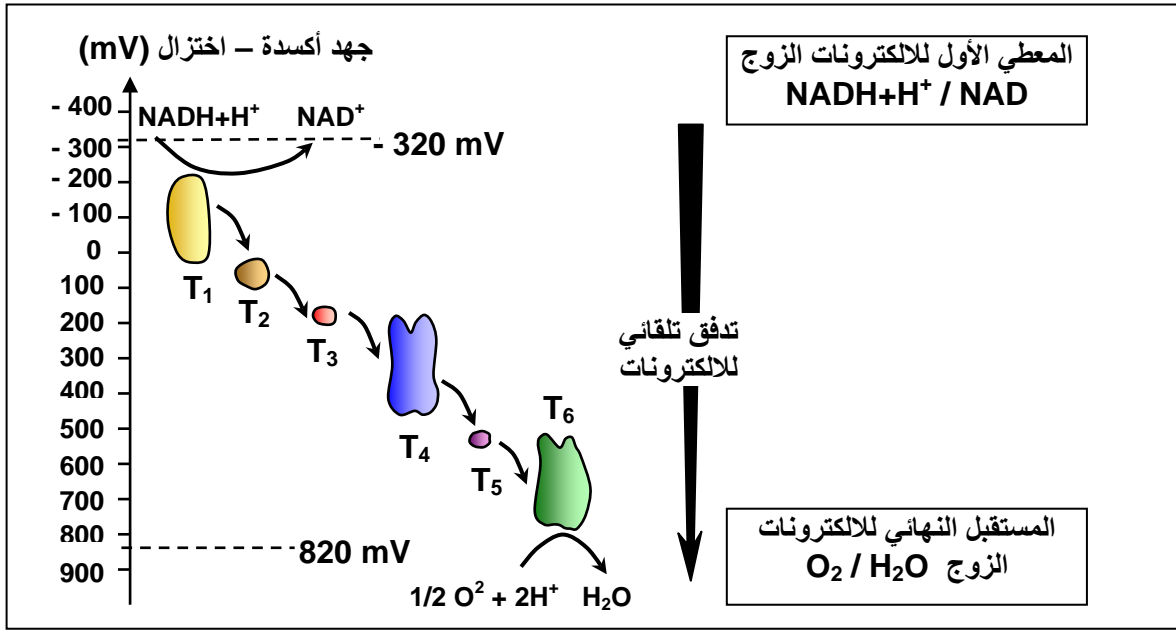 جهد أكسدة – اختزال (mV)
المعطي الأول للالكترونات الزوج
NADH+H⁺ / NAD
- 400
NADH+H⁺ NAD⁺
- 320 mV
- 300
- 200
- 100
0
100
200
300
400
500
600
700
800
900
T₁
T₂
T₃
T₄
T₅
T₆
تدفق تلقائي
للالكترونات
820 mV
1/2 O² + 2H⁺ H₂O
المستقبل النهائي للالكترونات
الزوج O₂ / H₂O